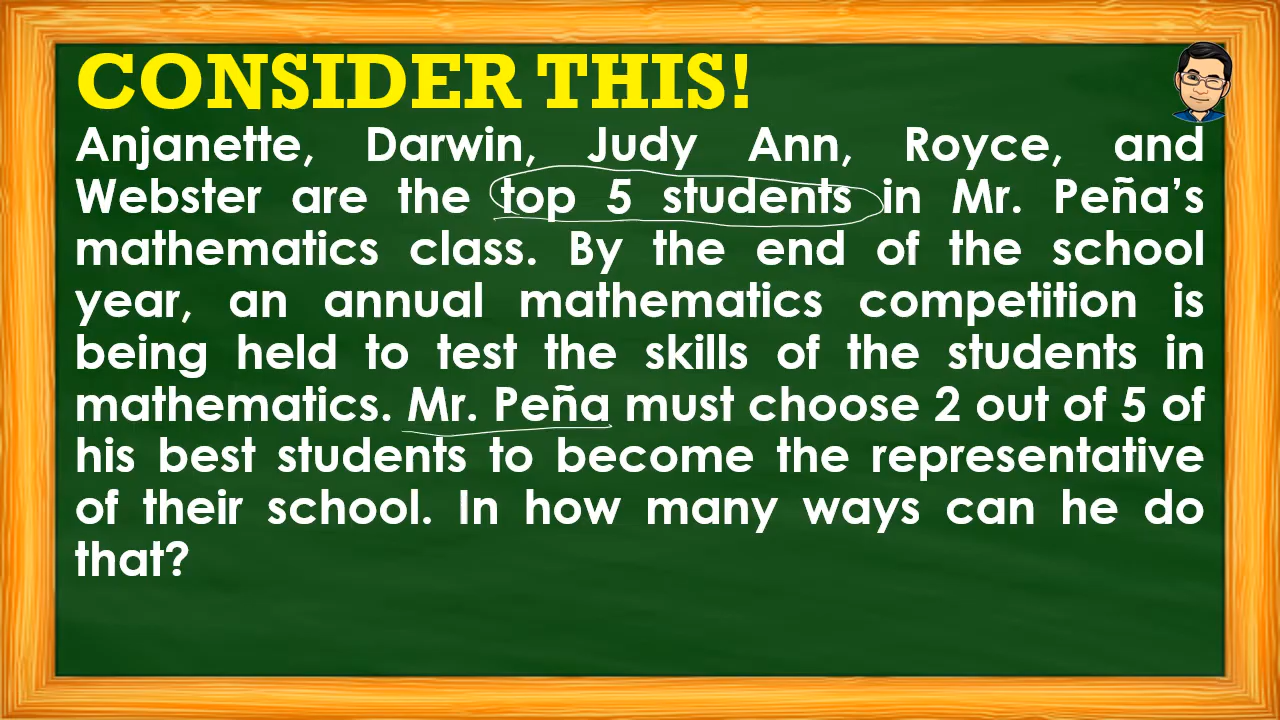 CONSIDER THIS!
Anjanette, Darwin, Judy Ann, Royce, and
Webster are the top 5 students in Mr. Peña’s
mathematics class. By the end of the school
year, an annual mathematics competition is
being held to test the skills of the students in
mathematics. Mr. Peña must choose 2 out of 5 of
his best students to become the representative
of their school. In how many ways can he do
that?